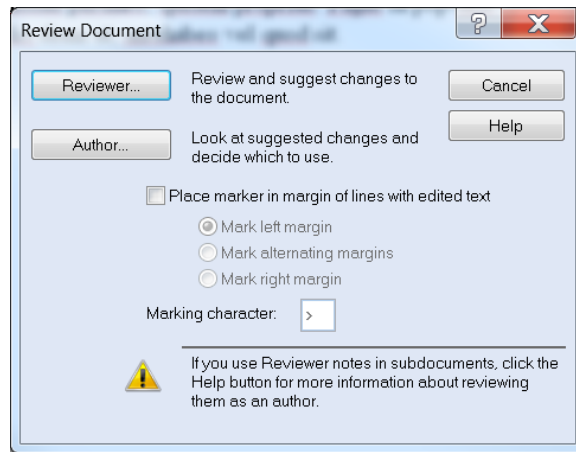 Review Document
Reviewer...
Review and suggest changes to
the document.
Cancel
Help
Author...
Look at suggested changes and
decide which to use.
Place marker in margin of lines with edited text
Mark left margin
Mark alternating margins
Mark right margin
Marking character: >
If you use Reviewer notes in subdocuments, click the
Help button for more information about reviewing
them as an author.